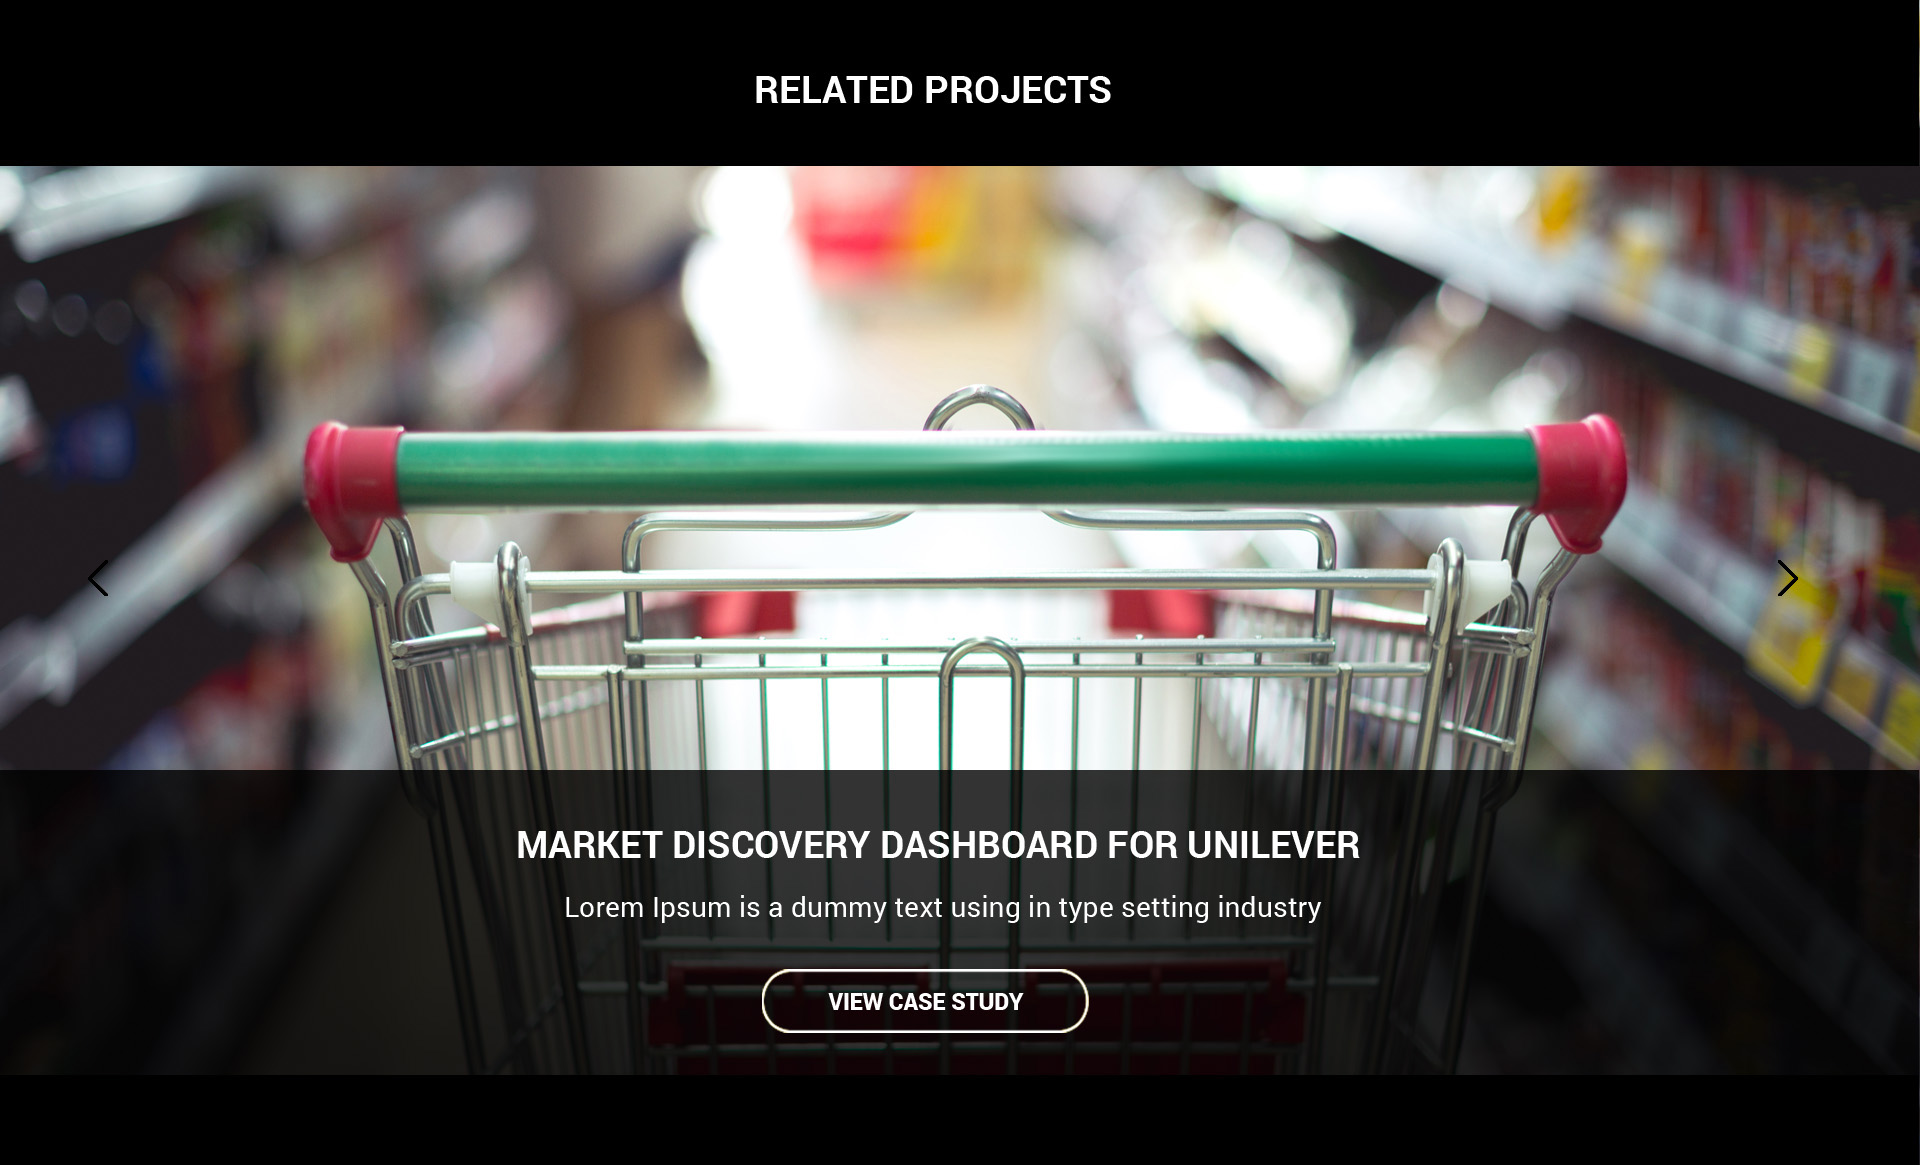 RELATED PROJECTS
MARKET DISCOVERY DASHBOARD FOR UNILEVER
Lorem Ipsum is a dummy text using in type setting industry
VIEW CASE STUDY